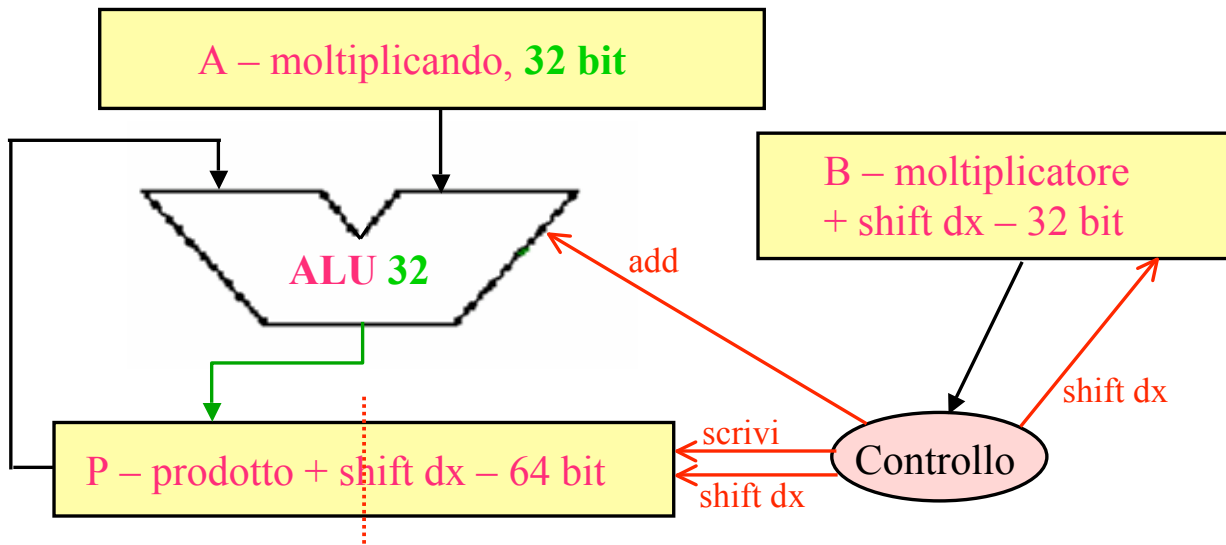 A – moltiplicando, 32 bit
B – moltiplicatore
+ shift dx – 32 bit
ALU 32
add
shift dx
P – prodotto + shift dx – 64 bit
scrivi
shift dx
Controllo